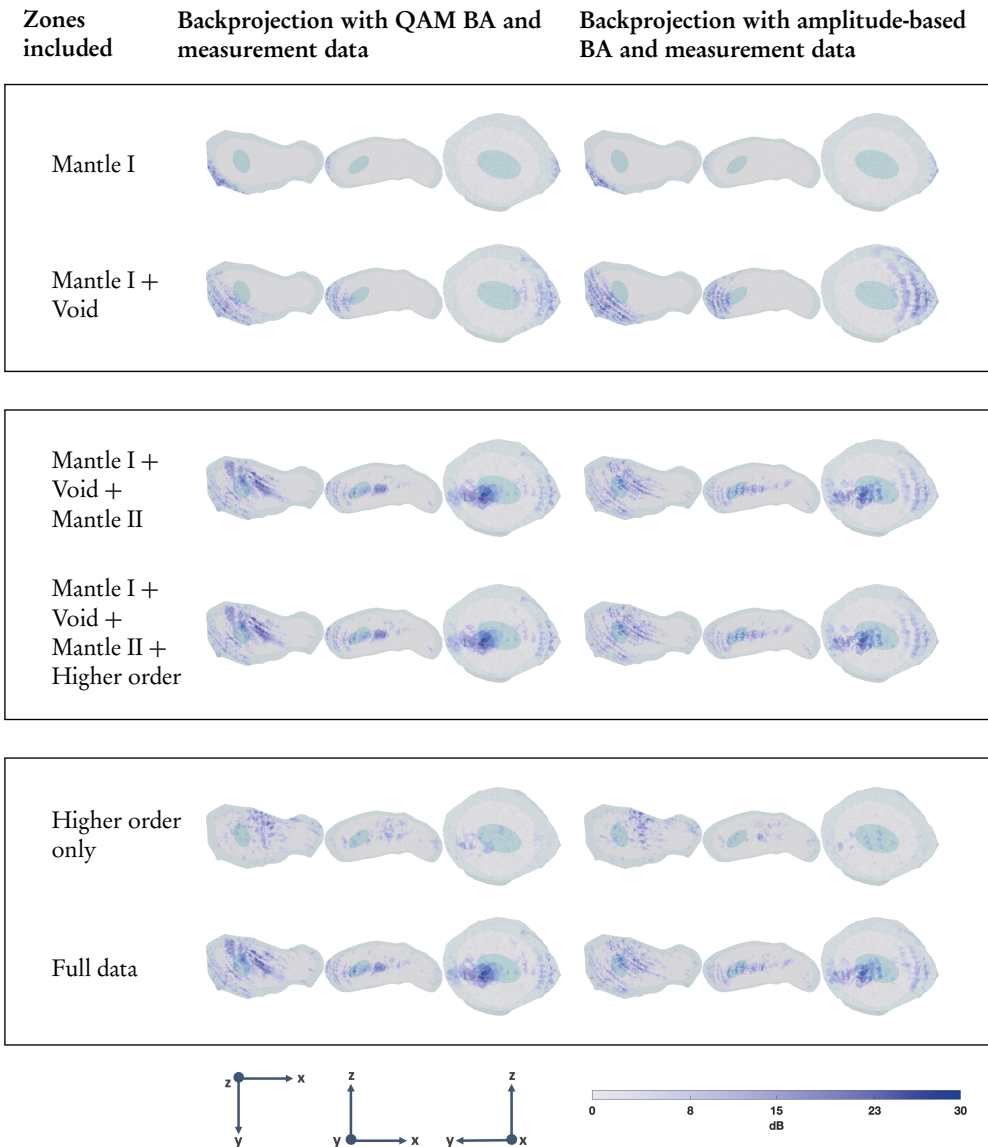 Zones
included
Backprojection with QAM BA and
measurement data
Backprojection with amplitude-based
BA and measurement data
Mantle I
Mantle I +
Void
Mantle I +
Void +
Mantle II
Mantle I +
Void +
Mantle II +
Higher order
Higher order
only
Full data
z x
y
z
y x
z
y x
0 8 15 23 30
dB